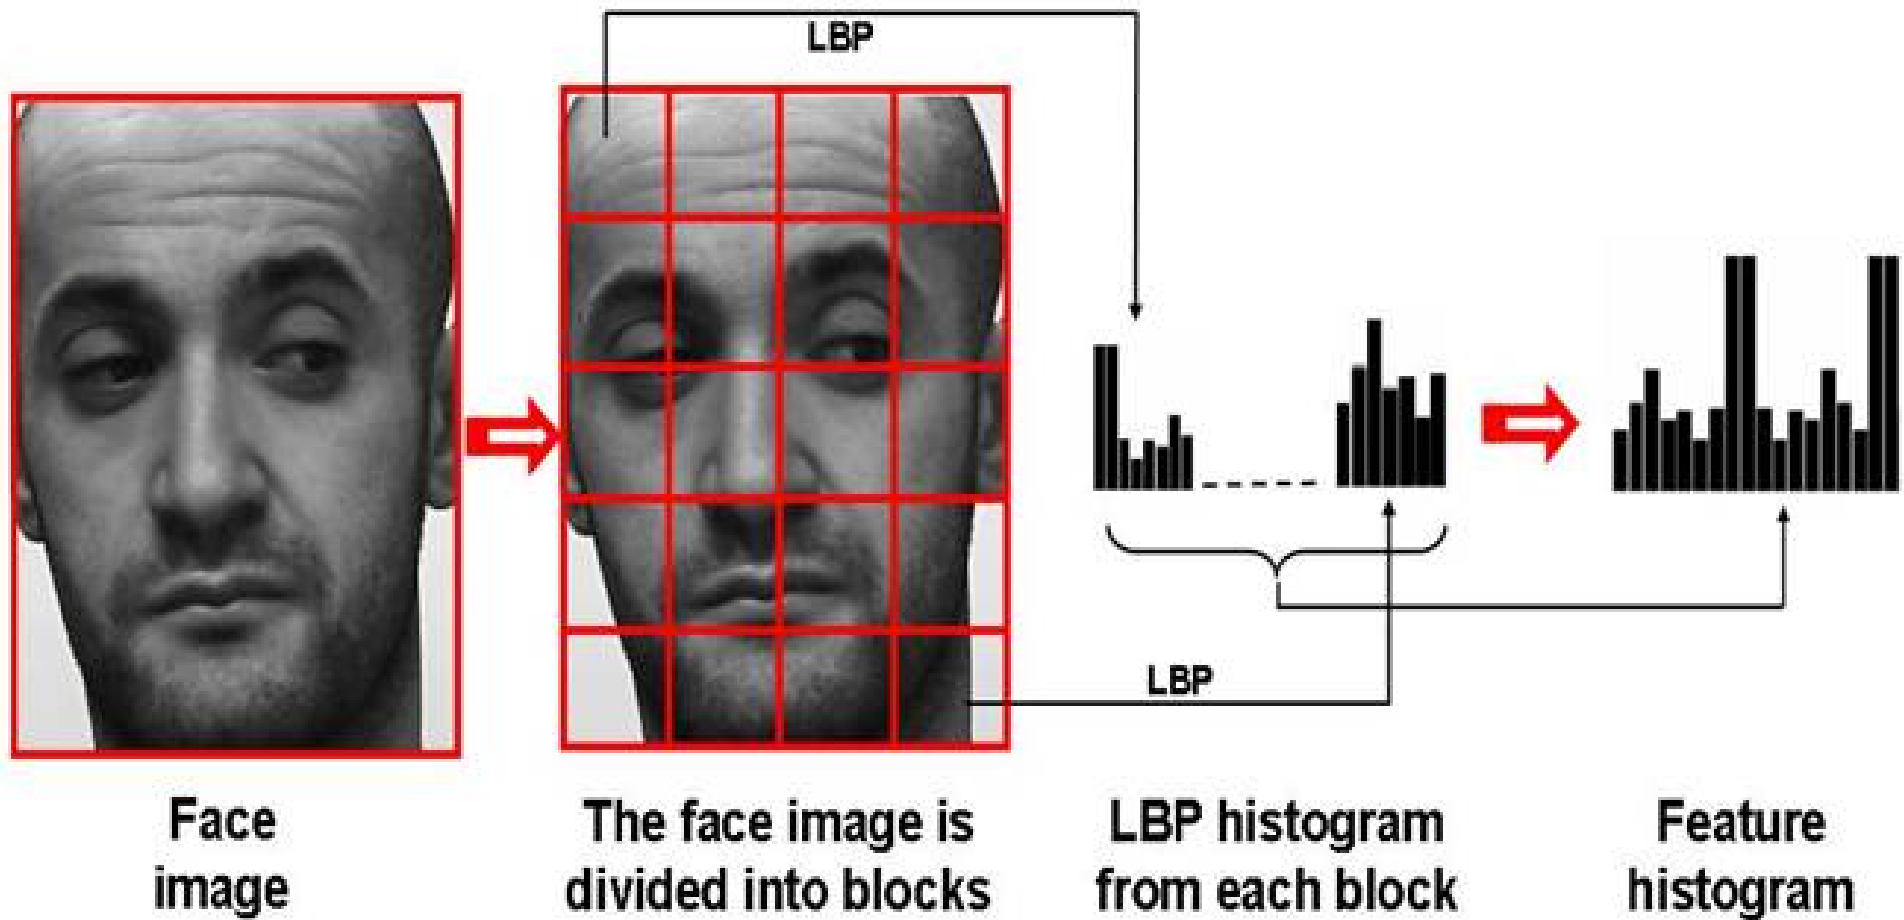 LBP
LBP
Face
image
The face image is
divided into blocks
LBP histogram
from each block
Feature
histogram